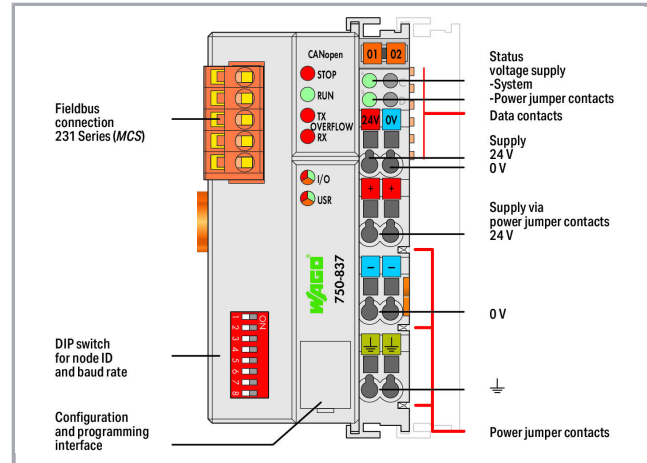 CANopen
STOP
RUN
TX
OVERFLOW
RX
I/O
USR
WAGO
750-837
01 02
C
D
24V 0V
+ +
− −
ON
1
2
3
4
5
6
7
8
Fieldbus
connection
231 Series (MCS)
DIP switch
for node ID
and baud rate
Configuration
and programming
interface
Status
voltage supply
-System
-Power jumper contacts
Data contacts
Supply
24 V
0 V
Supply via
power jumper contacts
24 V
0 V
Power jumper contacts